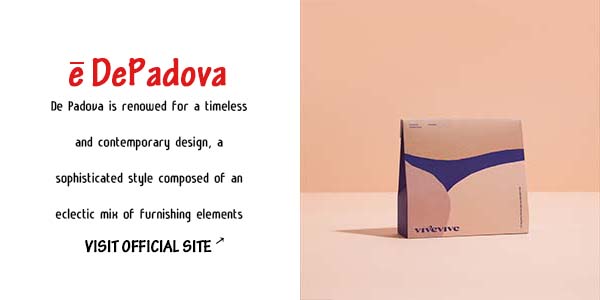 ē DePadova
De Padova is renowed for a timeless
and contemporary design, a
sophisticated style composed of an
eclectic mix of furnishing elements
VISIT OFFICIAL SITE ↗
vivevive